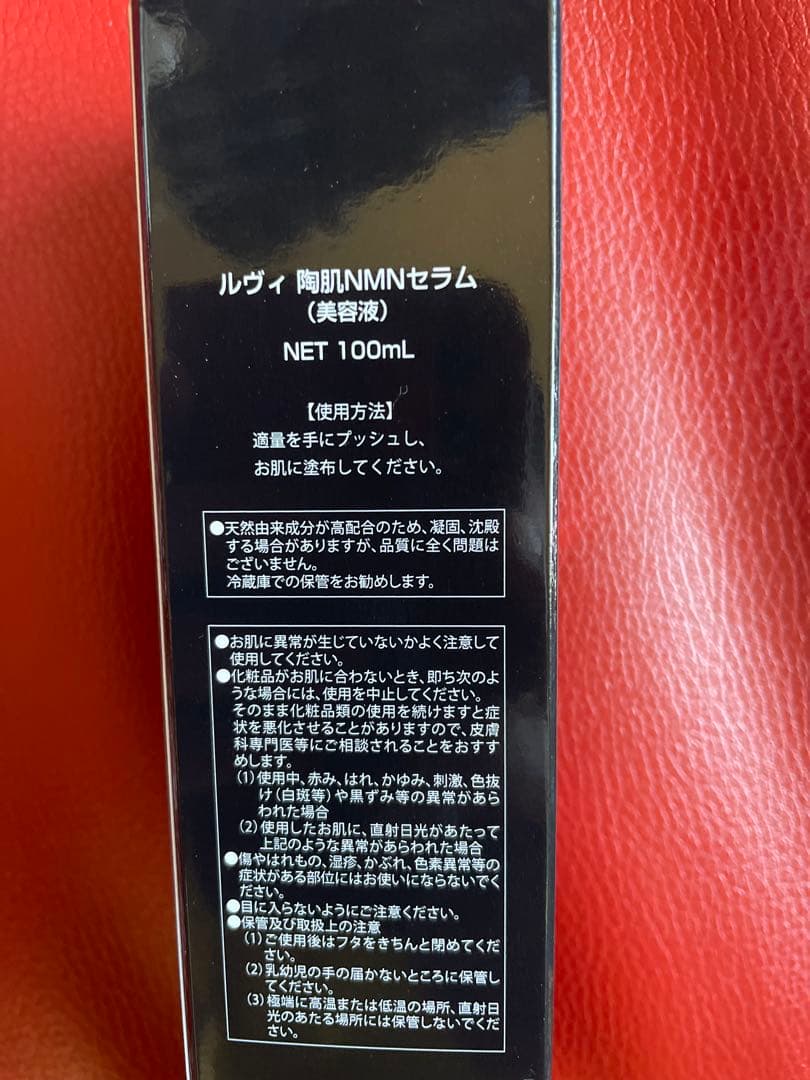 ルヴィ 陶肌NMNセラム
（美容液）
NET 100mL
【使用方法】
適量を手にプッシュし、
お肌に塗布してください。
●天然由来成分が高配合のため、凝固、沈殿
する場合がありますが、品質に全く問題は
ございません。
冷蔵庫での保管をお勧めします。
●お肌に異常が生じていないかよく注意して
使用してください。
●化粧品がお肌に合わないとき、即ち次のよ
うな場合には、使用を中止してください。
そのまま化粧品類の使用を続けますと症
状を悪化させることがありますので、皮膚
科専門医等にご相談されることをおすす
めします。
（1）使用中、赤み、はれ、かゆみ、刺激、色抜
け（白斑等）や黒ずみ等の異常があら
われた場合
（2）使用したお肌に、直射日光があたって
上記のような異常があらわれた場合
●傷やはれもの、湿疹、かぶれ、色素異常等の
症状がある部位にはお使いにならないでく
ださい。
●目に入らないようにご注意ください。
●保管及び取扱上の注意
（1）ご使用後はフタをきちんと閉めてくだ
さい。
（2）乳幼児の手の届かないところに保管し
てください。
（3）極端に高温または低温の場所、直射日
光のあたる場所には保管しないでくだ
さい。